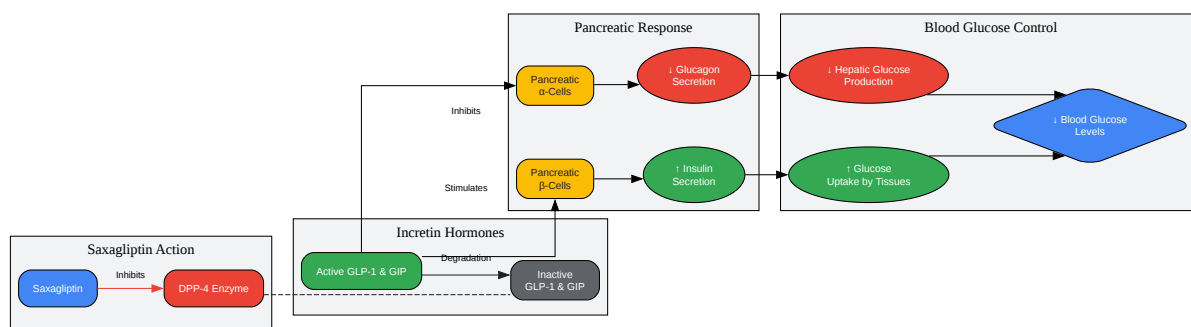 Pancreatic Response
Blood Glucose Control
Pancreatic
α-Cells
↓ Glucagon
Secretion
↓ Hepatic Glucose
Production
Inhibits
↓ Blood Glucose
Levels
Pancreatic
β-Cells
↑ Insulin
Secretion
↑ Glucose
Uptake by Tissues
Stimulates
Incretin Hormones
Saxagliptin Action
Active GLP-1 & GIP
Degradation
Inactive
GLP-1 & GIP
Saxagliptin
Inhibits
DPP-4 Enzyme